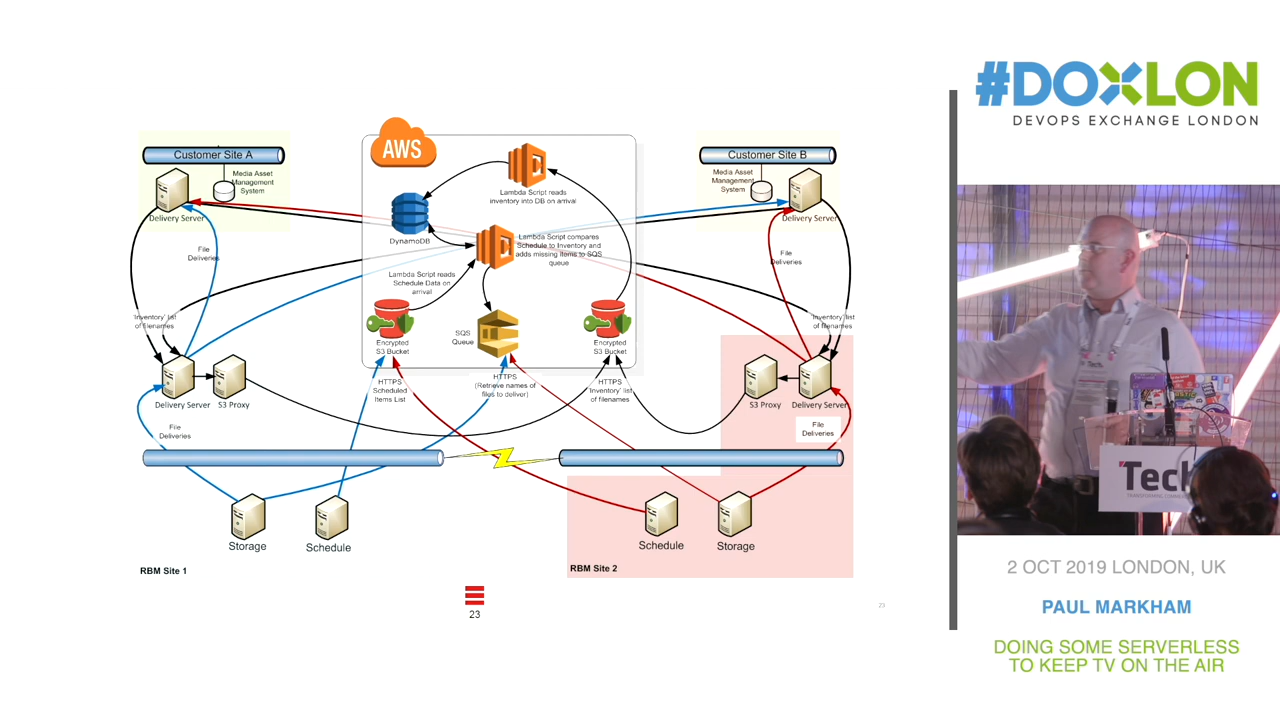 Customer Site A
Media Asset
Management
System
Delivery Server
File
Deliveries
'Inventory' list
of filenames
Delivery Server
S3 Proxy
File
Deliveries
Storage
Schedule
RBM Site 1
AWS
Lambda Script reads
inventory into DB on arrival
DynamoDB
Lambda Script compares
Schedule to Inventory and
adds missing items to SQS
queue
Lambda Script reads
Schedule Data on
arrival
Encrypted
S3 Bucket
SQS
Queue
Encrypted
S3 Bucket
HTTPS
Scheduled
Items List
HTTPS
(Retrieve names of
files to deliver)
HTTPS
'Inventory' list
of filenames
Customer Site B
Media Asset
Management
System
Delivery Server
File
Deliveries
'Inventory' list
of filenames
S3 Proxy
Delivery Server
File
Deliveries
Schedule
Storage
RBM Site 2
23
23
#DOXLON
DEVOPS EXCHANGE LONDON
Tech
2 OCT 2019 LONDON, UK
PAUL MARKHAM
DOING SOME SERVERLESS
TO KEEP TV ON THE AIR